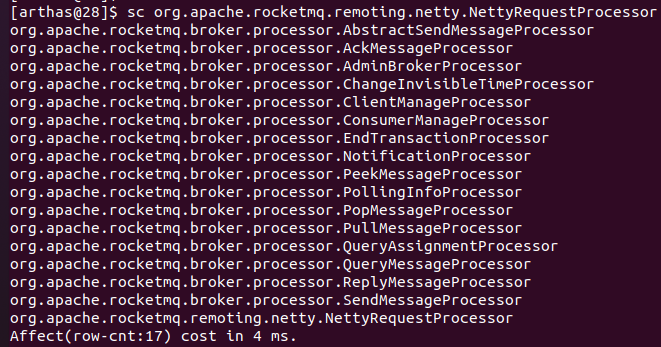 [arthas@28]$ sc org.apache.rocketmq.remoting.netty.NettyRequestProcessor
org.apache.rocketmq.broker.processor.AbstractSendMessageProcessor
org.apache.rocketmq.broker.processor.AckMessageProcessor
org.apache.rocketmq.broker.processor.AdminBrokerProcessor
org.apache.rocketmq.broker.processor.ChangeInvisibleTimeProcessor
org.apache.rocketmq.broker.processor.ClientManageProcessor
org.apache.rocketmq.broker.processor.ConsumerManageProcessor
org.apache.rocketmq.broker.processor.EndTransactionProcessor
org.apache.rocketmq.broker.processor.NotificationProcessor
org.apache.rocketmq.broker.processor.PeekMessageProcessor
org.apache.rocketmq.broker.processor.PollingInfoProcessor
org.apache.rocketmq.broker.processor.PopMessageProcessor
org.apache.rocketmq.broker.processor.PullMessageProcessor
org.apache.rocketmq.broker.processor.QueryAssignmentProcessor
org.apache.rocketmq.broker.processor.QueryMessageProcessor
org.apache.rocketmq.broker.processor.ReplyMessageProcessor
org.apache.rocketmq.broker.processor.SendMessageProcessor
org.apache.rocketmq.remoting.netty.NettyRequestProcessor
Affect(row-cnt:17) cost in 4 ms.